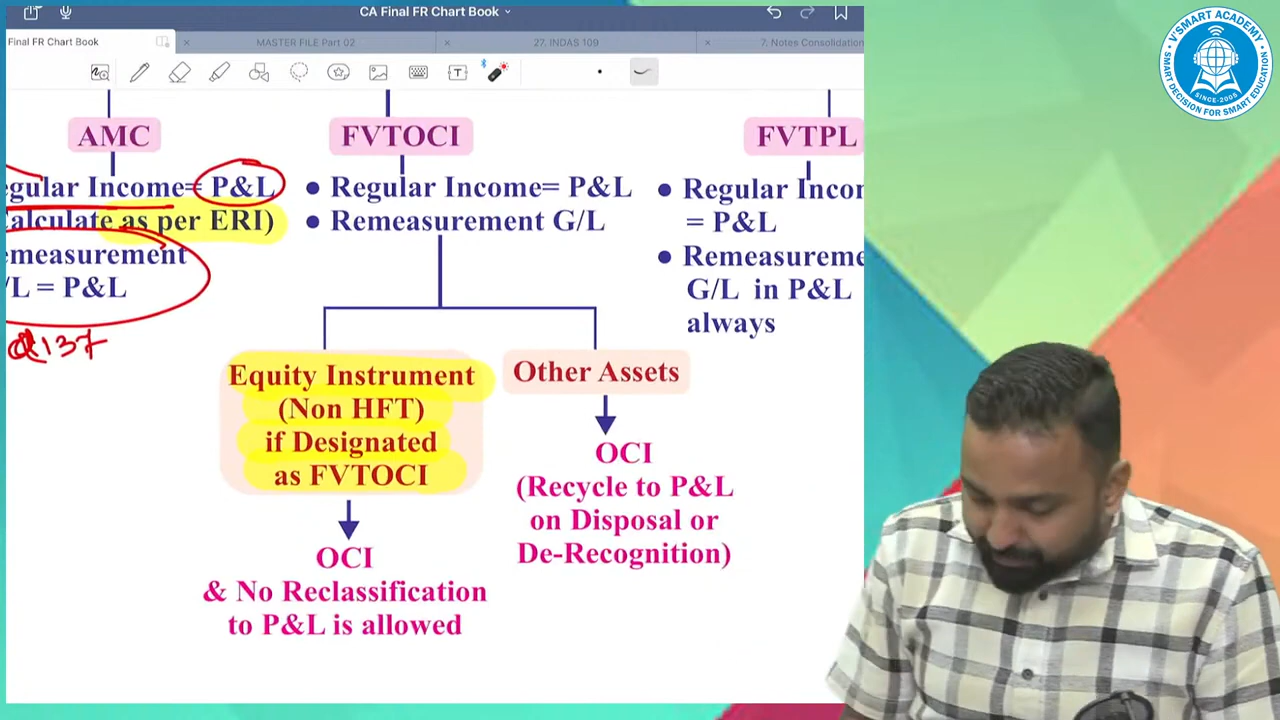 CA Final FR Chart Book
Final FR Chart Book
MASTER FILE Part 02
27. INDAS 109
7. Notes Consolidation
V'SMART ACADEMY
SINCE-2005
SMART DECISION FOR SMART EDUCATION
T
AMC
egular Income= P&L
alculate as per ERI)
emeasurement
/L = P&L
Q137
FVTOCI
• Regular Income= P&L
• Remeasurement G/L
FVTPL
• Regular Incom
= P&L
• Remeasureme
G/L in P&L
always
Equity Instrument
(Non HFT)
if Designated
as FVTOCI
OCI
& No Reclassification
to P&L is allowed
Other Assets
OCI
(Recycle to P&L
on Disposal or
De-Recognition)